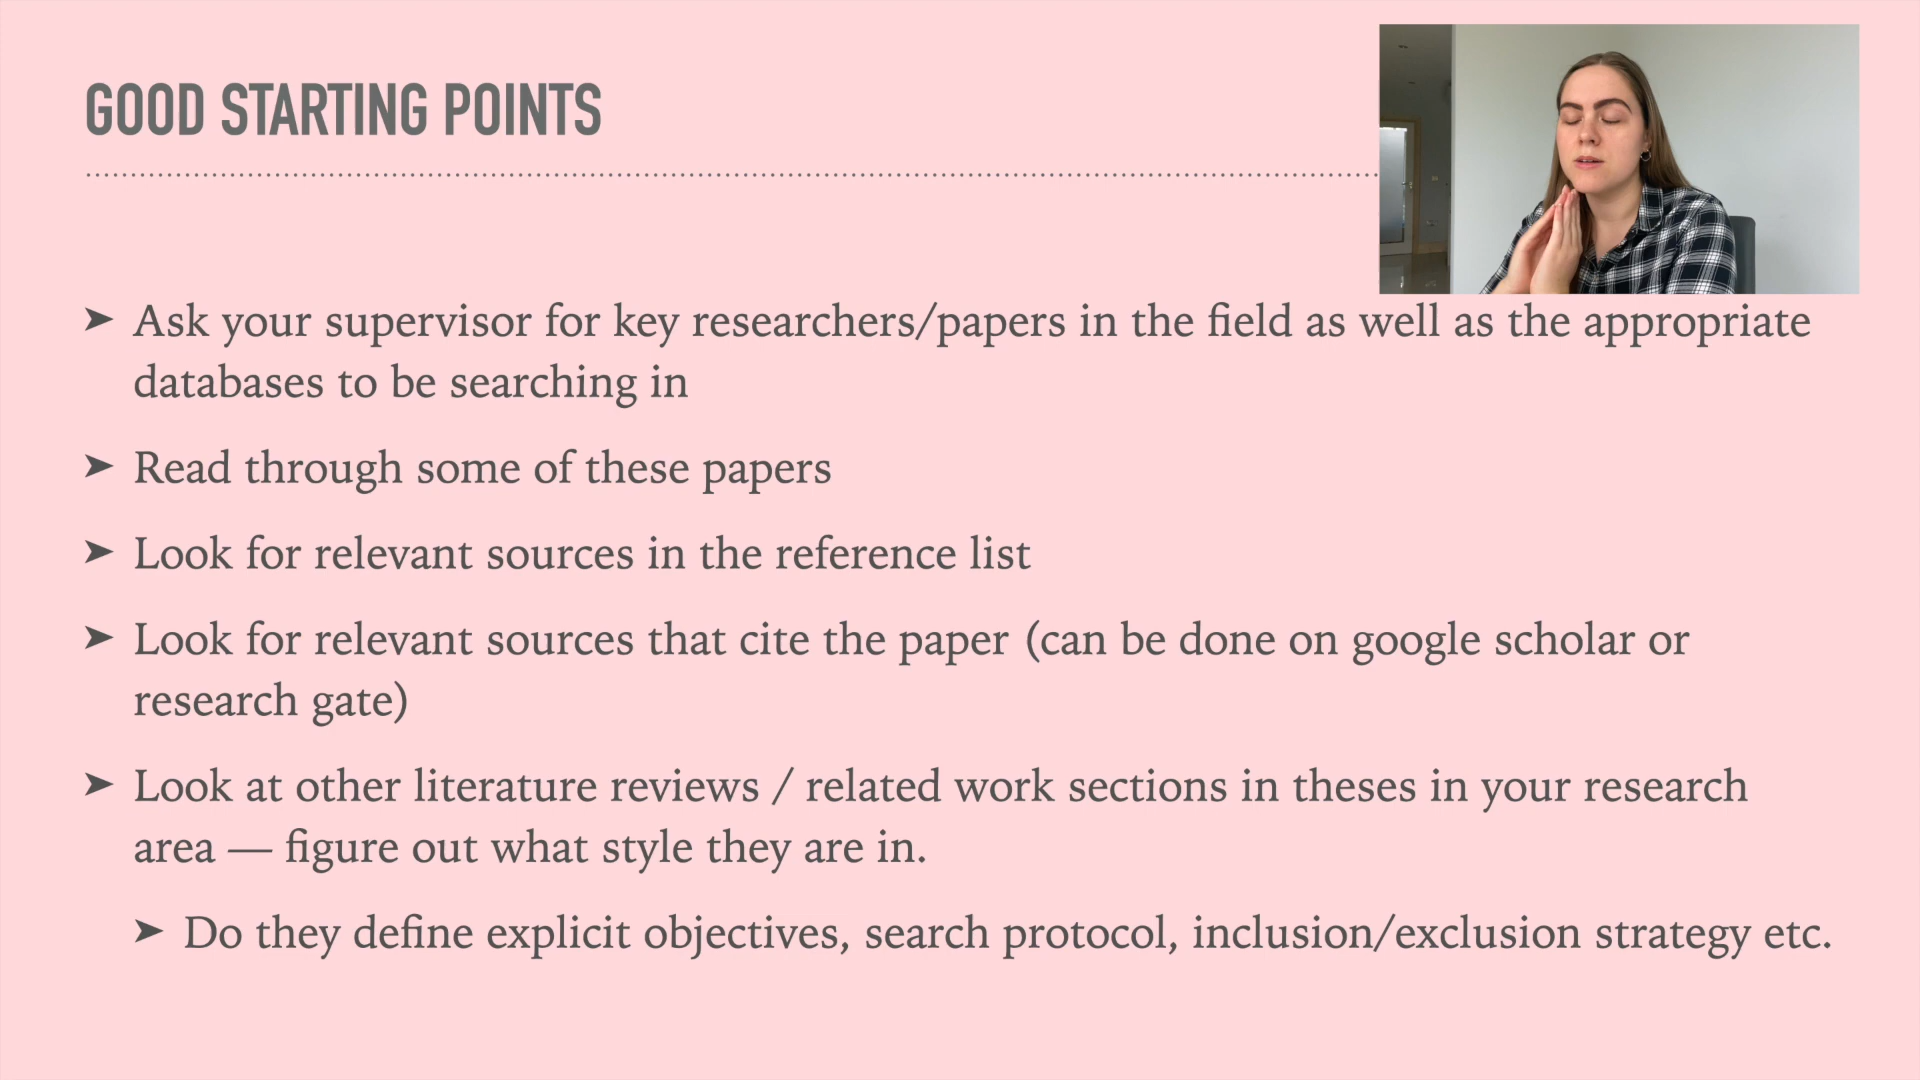 GOOD STARTING POINTS
➤ Ask your supervisor for key researchers/papers in the field as well as the appropriate
databases to be searching in
➤ Read through some of these papers
➤ Look for relevant sources in the reference list
➤ Look for relevant sources that cite the paper (can be done on google scholar or
research gate)
➤ Look at other literature reviews / related work sections in theses in your research
area — figure out what style they are in.
➤ Do they define explicit objectives, search protocol, inclusion/exclusion strategy etc.